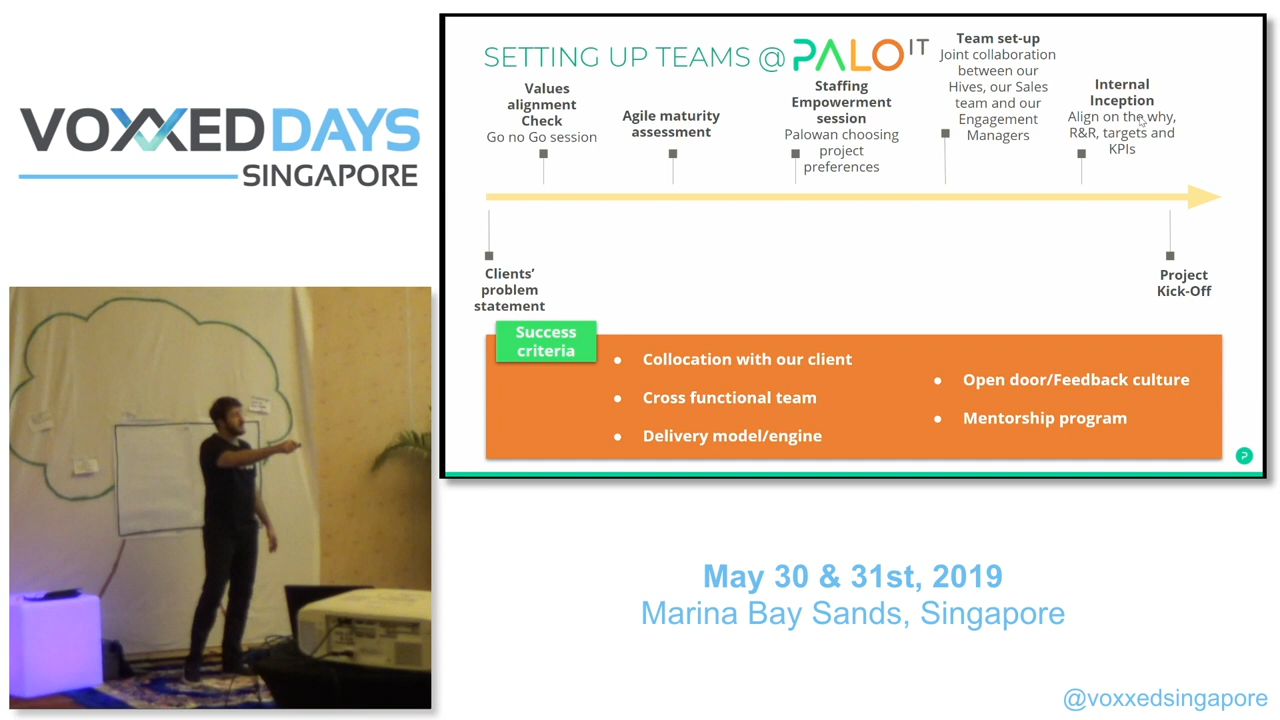 VOXXED DAYS
SINGAPORE
SETTING UP TEAMS @ PALO IT
Values
alignment
Check
Go no Go session
Agile maturity
assessment
Staffing
Empowerment
session
Palowan choosing
project
preferences
Team set-up
Joint collaboration
between our
Hives, our Sales
team and our
Engagement
Managers
Internal
Inception
Align on the why,
R&R, targets and
KPIs
Clients’
problem
statement
Project
Kick-Off
Success
criteria
● Collocation with our client
● Cross functional team
● Delivery model/engine
● Open door/Feedback culture
● Mentorship program
May 30 & 31st, 2019
Marina Bay Sands, Singapore
@voxxedsingapore